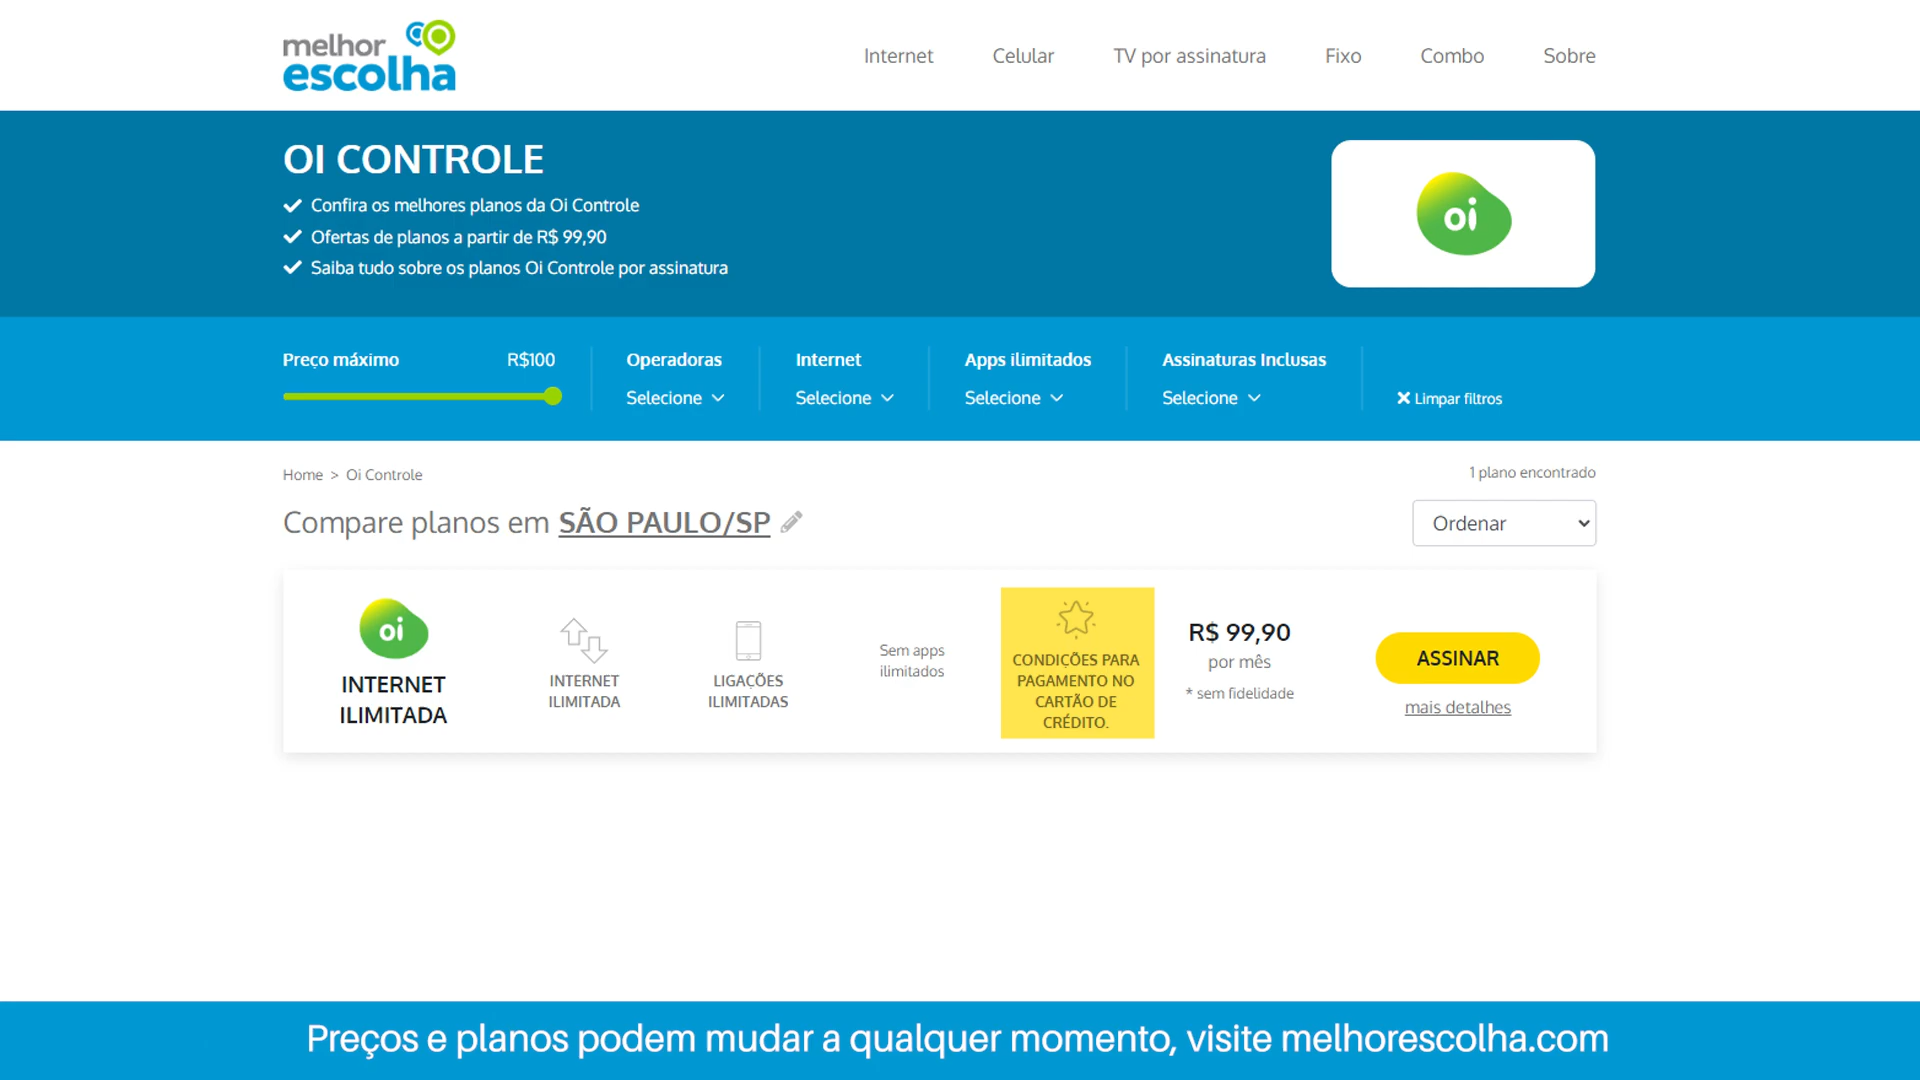 melhor
escolha
Internet Celular TV por assinatura Fixo Combo Sobre
OI CONTROLE
Confira os melhores planos da Oi Controle
Ofertas de planos a partir de R$ 99,90
Saiba tudo sobre os planos Oi Controle por assinatura
oi
Preço máximo R$100
Operadoras
Selecione
Internet
Selecione
Apps ilimitados
Selecione
Assinaturas Inclusas
Selecione
Limpar filtros
Home > Oi Controle
1 plano encontrado
Compare planos em SÃO PAULO/SP
Ordenar
oi
INTERNET
ILIMITADA
INTERNET
ILIMITADA
LIGAÇÕES
ILIMITADAS
Sem apps
ilimitados
CONDIÇÕES PARA
PAGAMENTO NO
CARTÃO DE
CRÉDITO.
R$ 99,90
por mês
* sem fidelidade
ASSINAR
mais detalhes
Preços e planos podem mudar a qualquer momento, visite melhorescolha.com